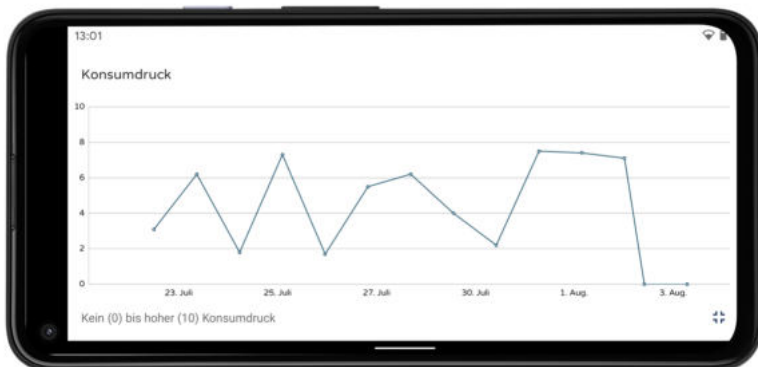 13:01
Konsumdruck
10
8
6
4
2
0
23. Juli 25. Juli 27. Juli 30. Juli 1. Aug. 3. Aug.
Kein (0) bis hoher (10) Konsumdruck